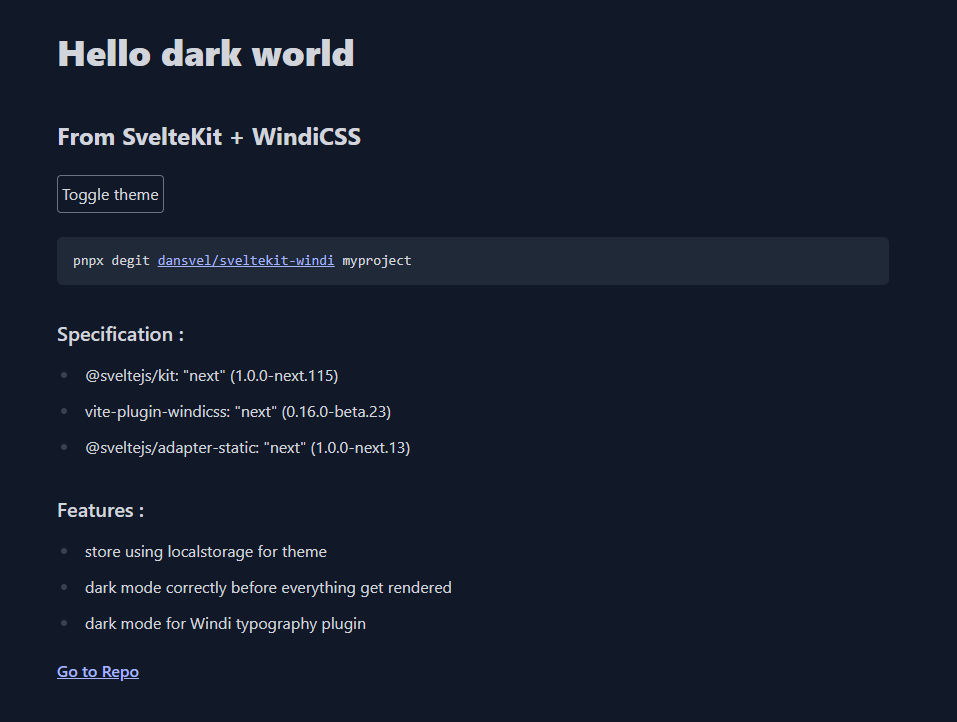 Hello dark world
From SvelteKit + WindiCSS
Toggle theme
pnpx degit dansvel/sveltekit-windi myproject
Specification :
@sveltejs/kit: "next" (1.0.0-next.115)
vite-plugin-windicss: "next" (0.16.0-beta.23)
@sveltejs/adapter-static: "next" (1.0.0-next.13)
Features :
store using localstorage for theme
dark mode correctly before everything get rendered
dark mode for Windi typography plugin
Go to Repo